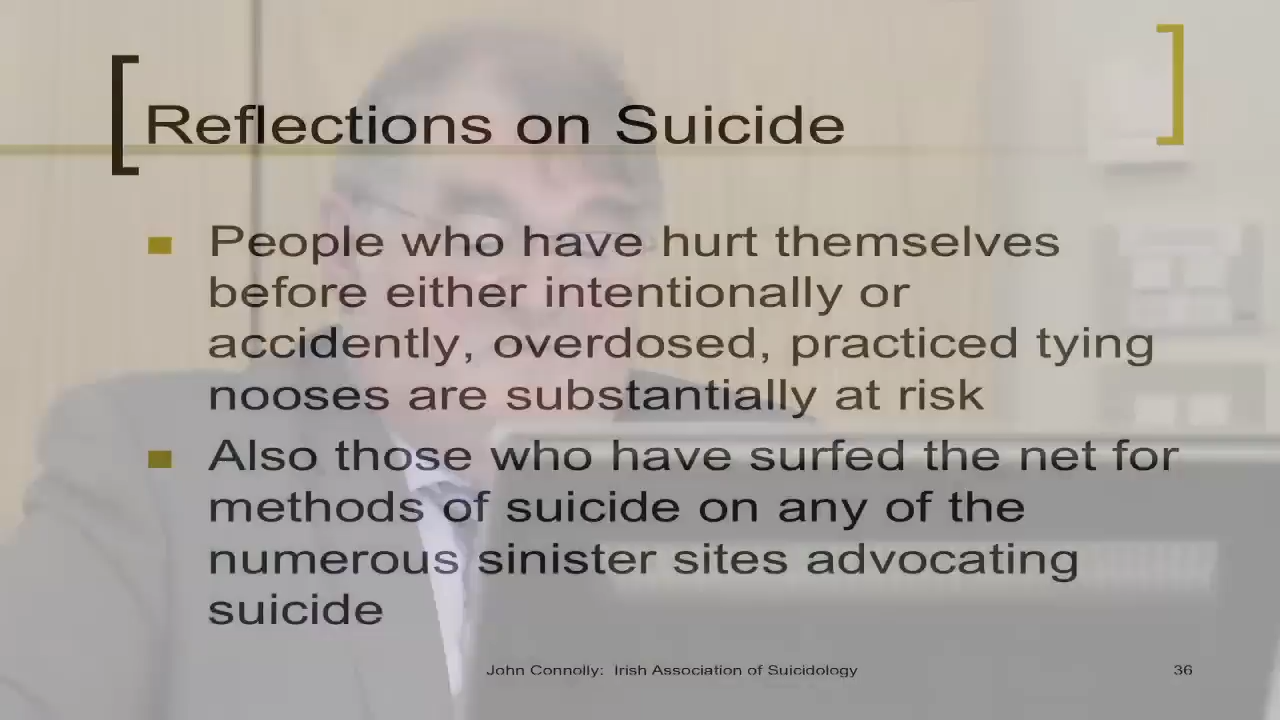 Reflections on Suicide
People who have hurt themselves
before either intentionally or
accidently, overdosed, practiced tying
nooses are substantially at risk
Also those who have surfed the net for
methods of suicide on any of the
numerous sinister sites advocating
suicide
John Connolly: Irish Association of Suicidology 36